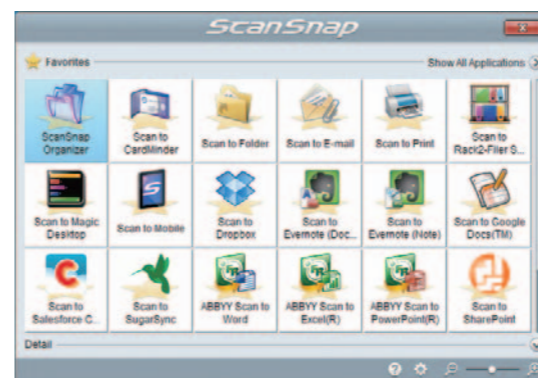 ScanSnap
Favorites
Show All Applications
ScanSnap
Organizer
Scan to
CardMinder
Scan to Folder
Scan to E-mail
Scan to Print
Scan to
Rack2-Filer S...
Scan to Magic
Desktop
Scan to Mobile
Scan to
Dropbox
Scan to
Evernote (Doc...
Scan to
Evernote (Note)
Scan to Google
Docs(TM)
Scan to
Salesforce C...
Scan to
SugarSync
ABBYY Scan to
Word
ABBYY Scan to
Excel(R)
ABBYY Scan to
PowerPoint(R)
Scan to
SharePoint
Detail